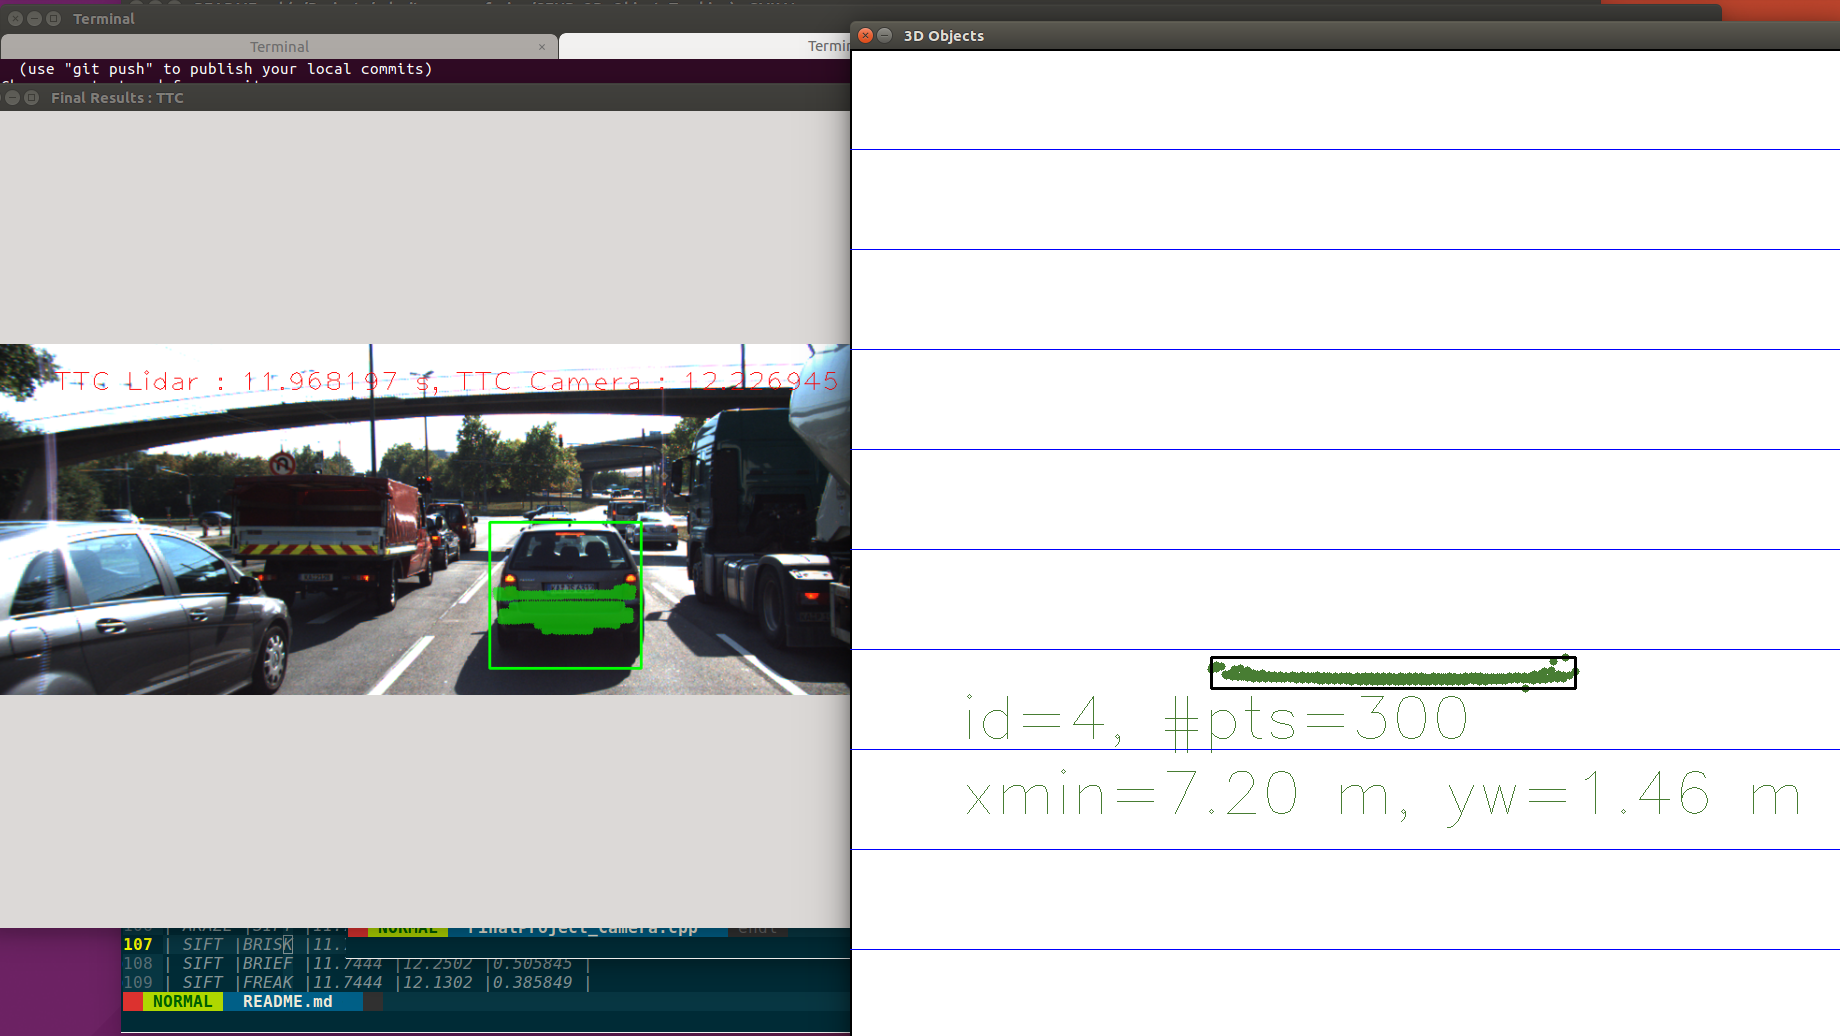 Terminal
Terminal
(use "git push" to publish your local commits)
Final Results : TTC
TTC Lidar : 11.968197 s, TTC Camera : 12.226945
3D Objects
id=4, #pts=300
xmin=7.20 m, yw=1.46 m
NORMAL FinalProject_Camera.cpp endl
107 | SIFT |BRISK |11.
108 | SIFT |BRIEF |11.7444 |12.2502 |0.505845 |
109 | SIFT |FREAK |11.7444 |12.1302 |0.385849 |
NORMAL README.md